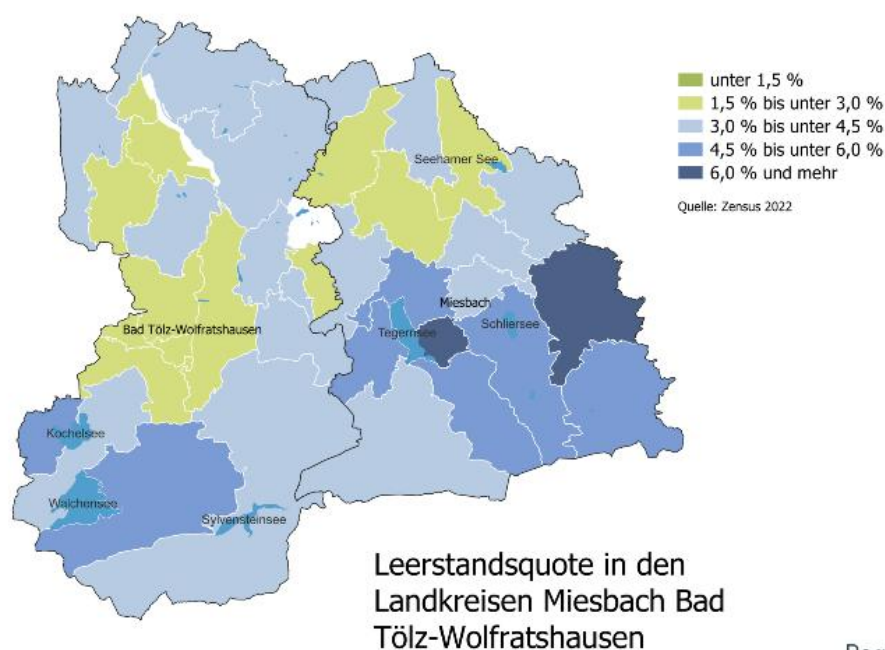 unter 1,5 %
1,5 % bis unter 3,0 %
3,0 % bis unter 4,5 %
4,5 % bis unter 6,0 %
6,0 % und mehr
Quelle: Zensus 2022
Seehamer See
Miesbach
Bad Tölz-Wolfratshausen
Tegernsee
Schliersee
Kochelsee
Walchensee
Sylvensteinsee
Leerstandsquote in den
Landkreisen Miesbach Bad
Tölz-Wolfratshausen